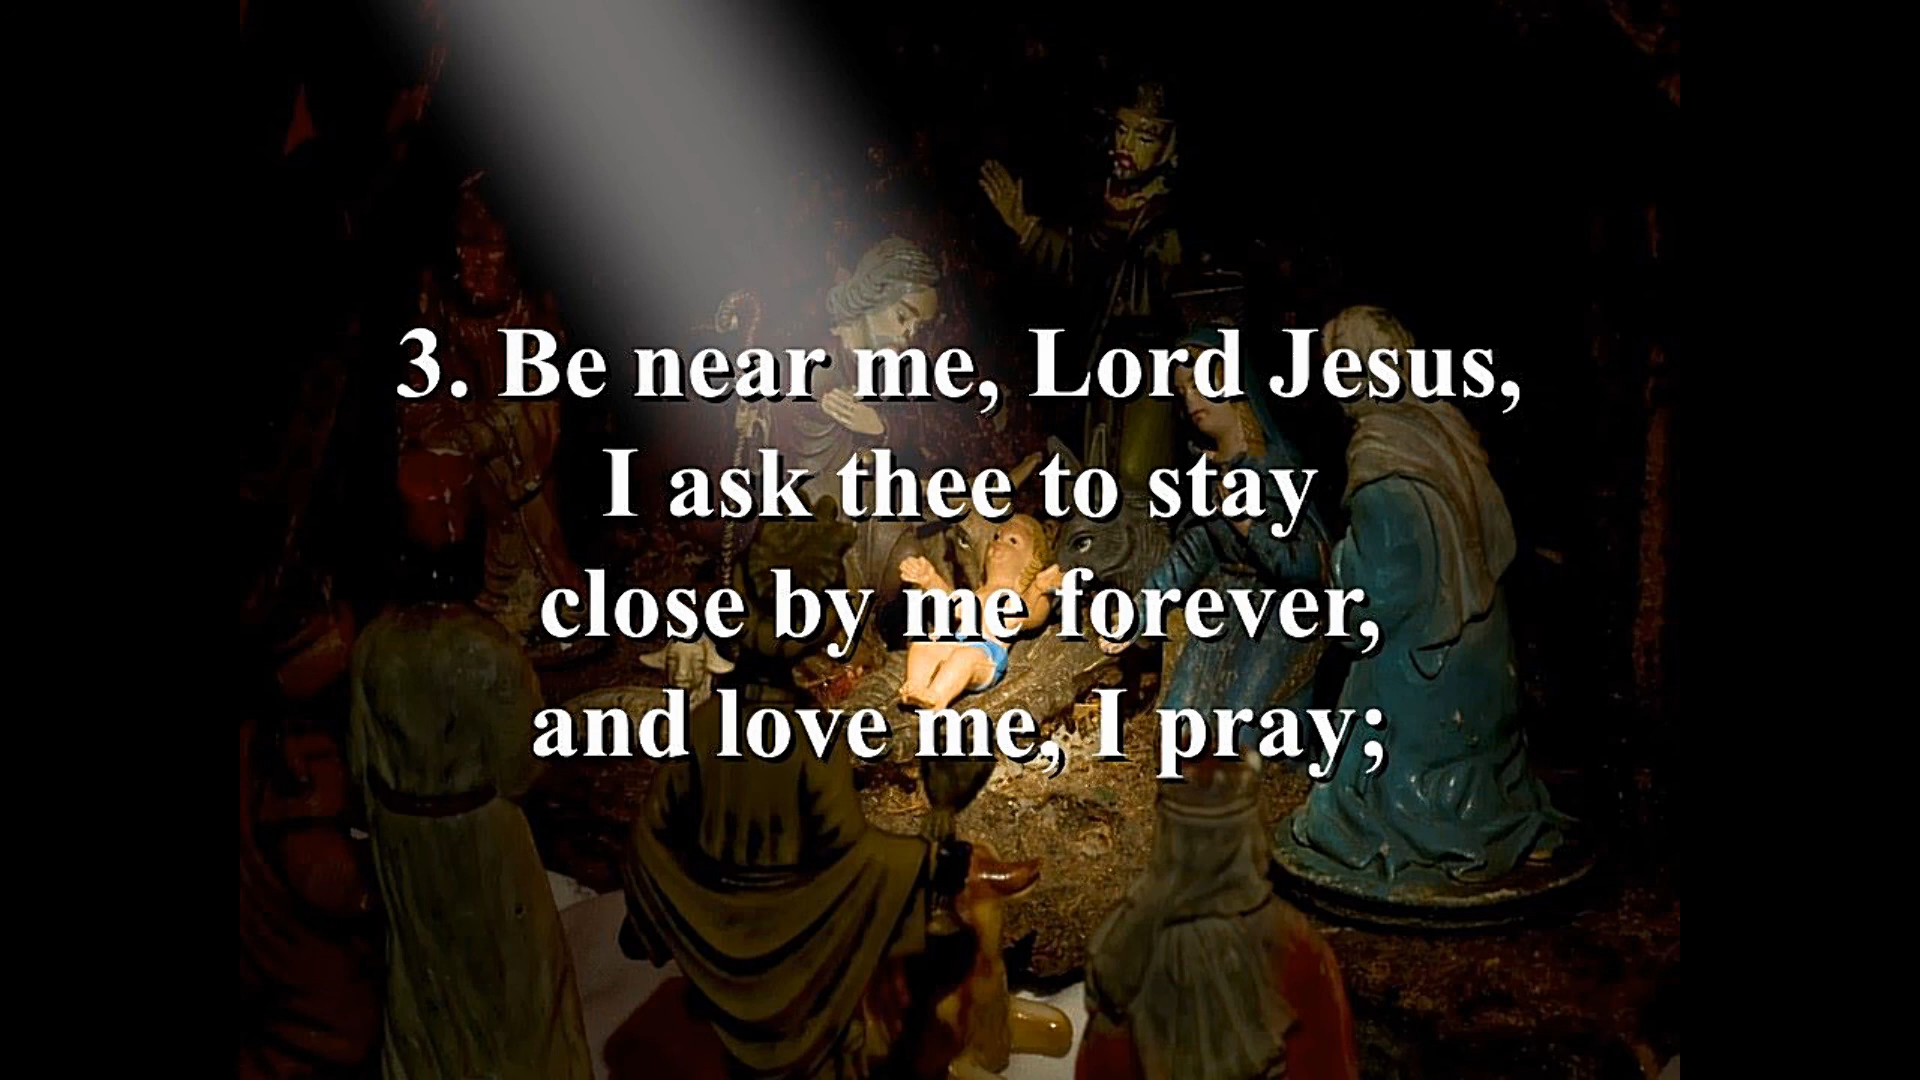 3. Be near me, Lord Jesus,
I ask thee to stay
close by me forever,
and love me, I pray;